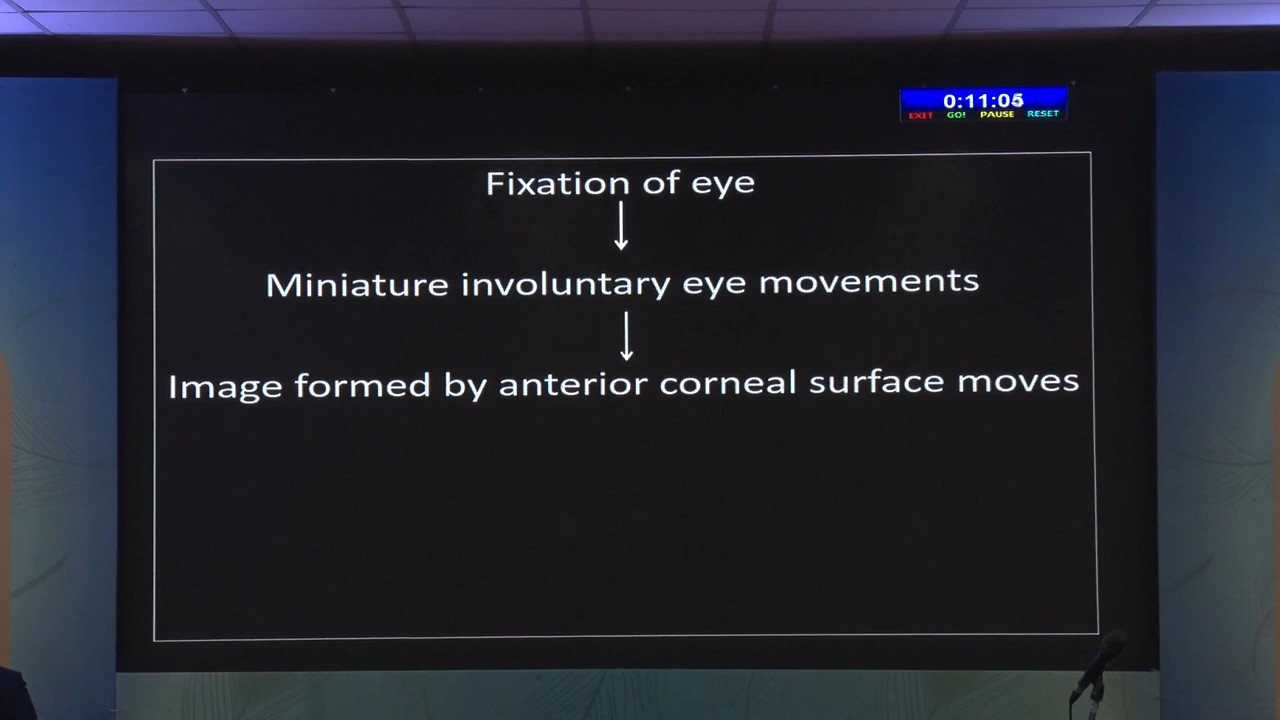 0:11:05
EXIT GO! PAUSE RESET
Fixation of eye
Miniature involuntary eye movements
Image formed by anterior corneal surface moves